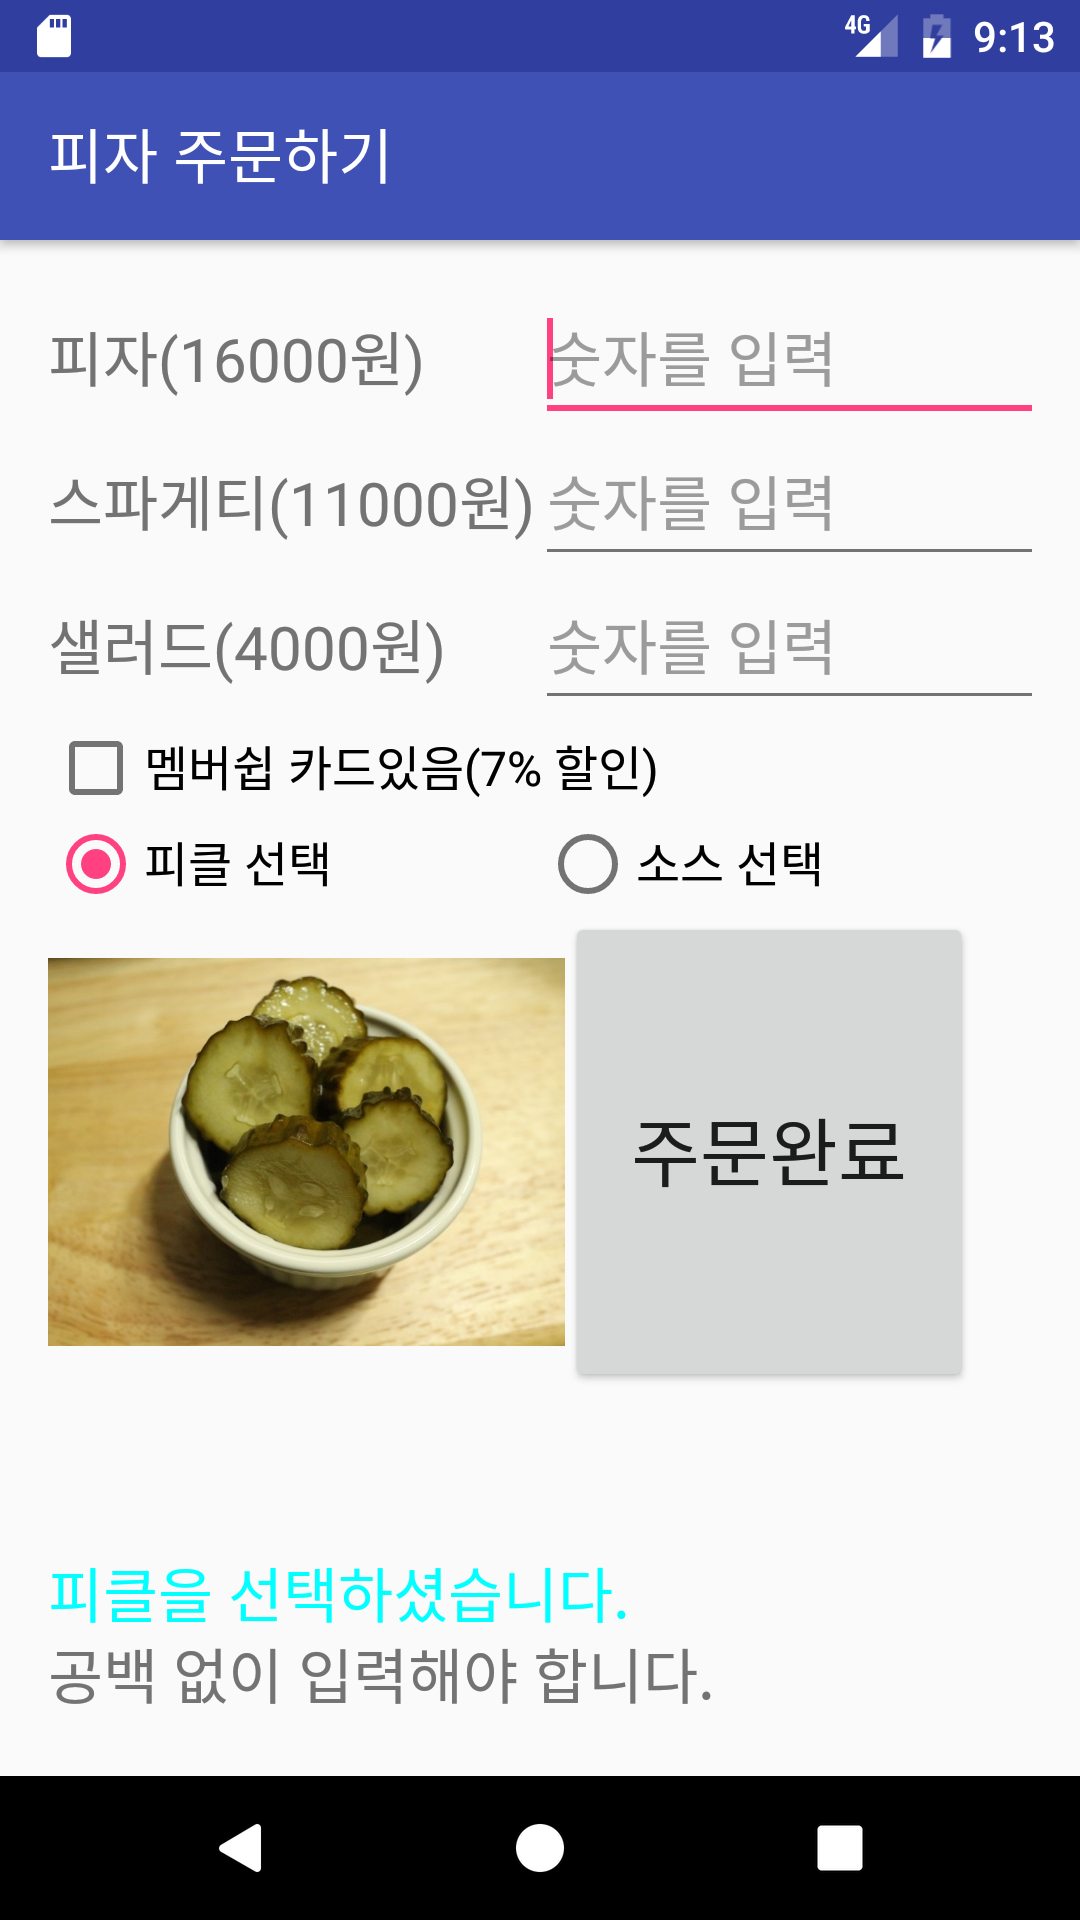 4G 9:13
피자 주문하기
피자(16000원) 숫자를 입력
스파게티(11000원) 숫자를 입력
샐러드(4000원) 숫자를 입력
멤버쉽 카드있음(7% 할인)
피클 선택 소스 선택
주문완료
피클을 선택하셨습니다.
공백 없이 입력해야 합니다.